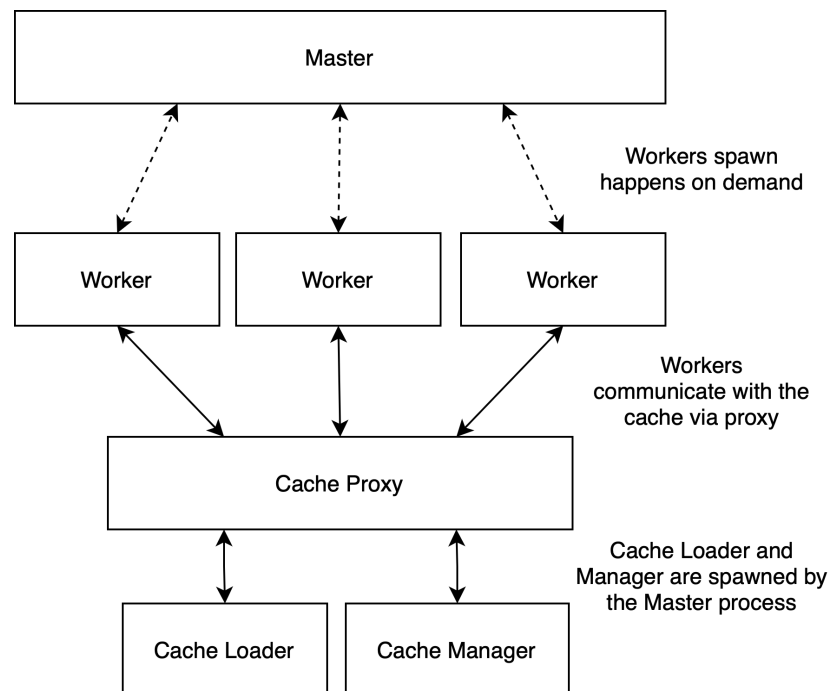 Master
Workers spawn
happens on demand
Worker
Worker
Worker
Workers
communicate with the
cache via proxy
Cache Proxy
Cache Loader and
Manager are spawned by
the Master process
Cache Loader
Cache Manager